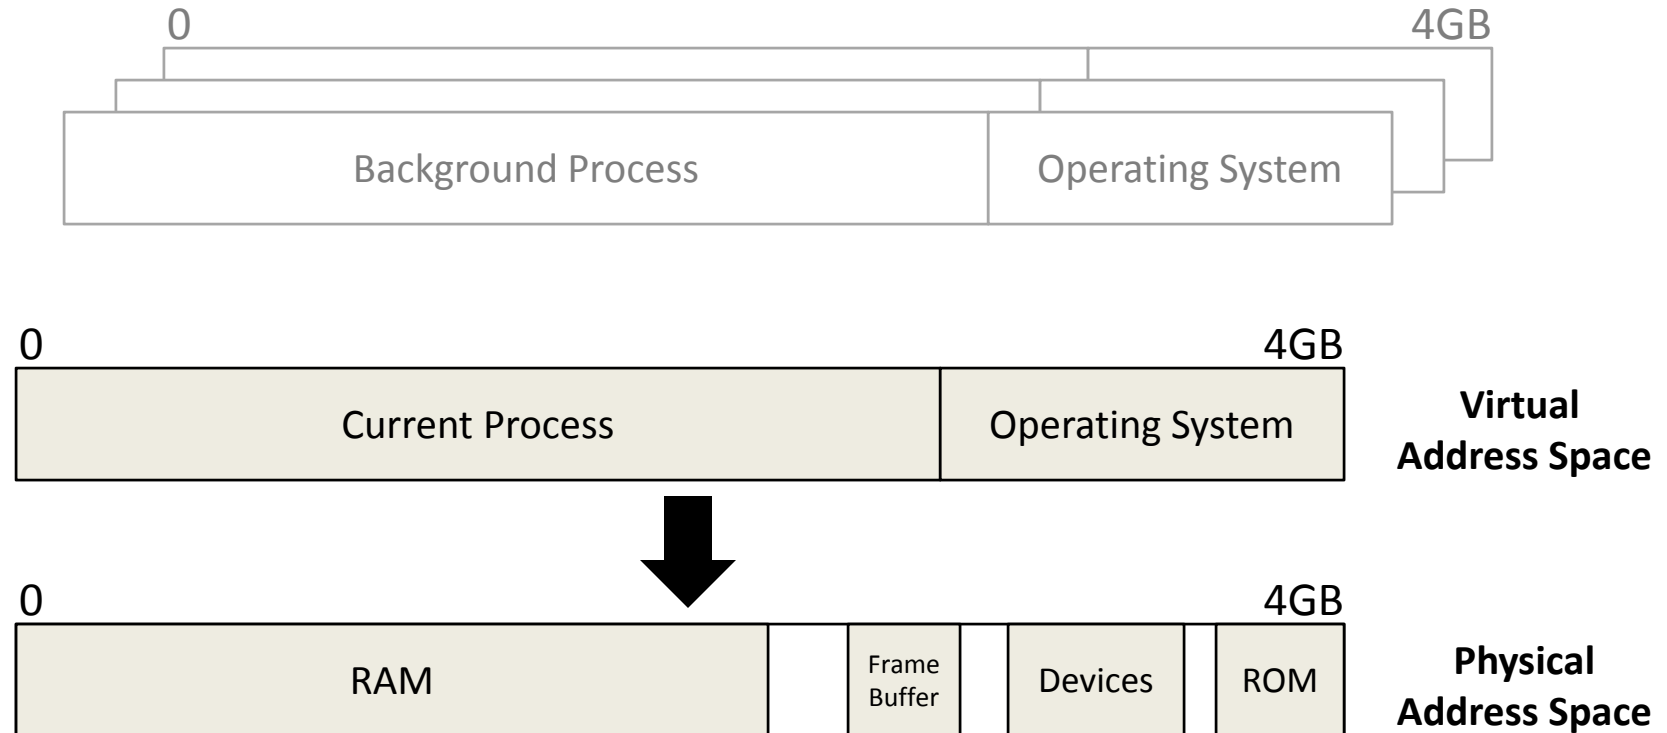 0 4GB
Background Process Operating System
0 4GB
Current Process Operating System
Virtual
Address Space
0 4GB
RAM
Frame
Buffer
Devices
ROM
Physical
Address Space